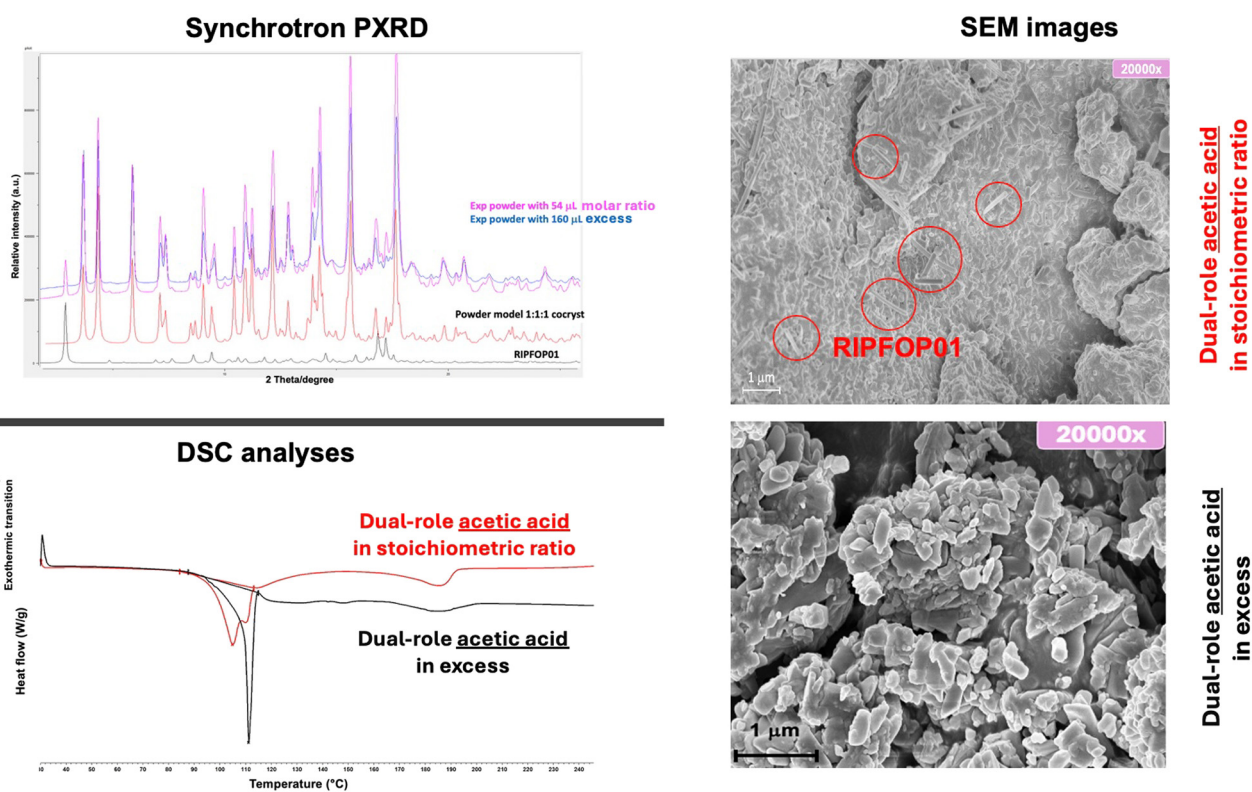 Synchrotron PXRD
Relative intensity (a.u.)
Exp powder with 54 μL molar ratio
Exp powder with 160 μL excess
Powder model 1:1:1 cocryst
RIPFOP01
2 Theta/degree
SEM images
20000x
RIPFOP01
1 μm
Dual-role acetic acid
in stoichiometric ratio
DSC analyses
Exothermic transition
Heat flow (W/g)
Dual-role acetic acid
in stoichiometric ratio
Dual-role acetic acid
in excess
40 50 60 70 80 90 100 110 120 130 140 150 160 170 180 190 200 210 220 230 240
Temperature (°C)
20000x
1 μm
Dual-role acetic acid
in excess